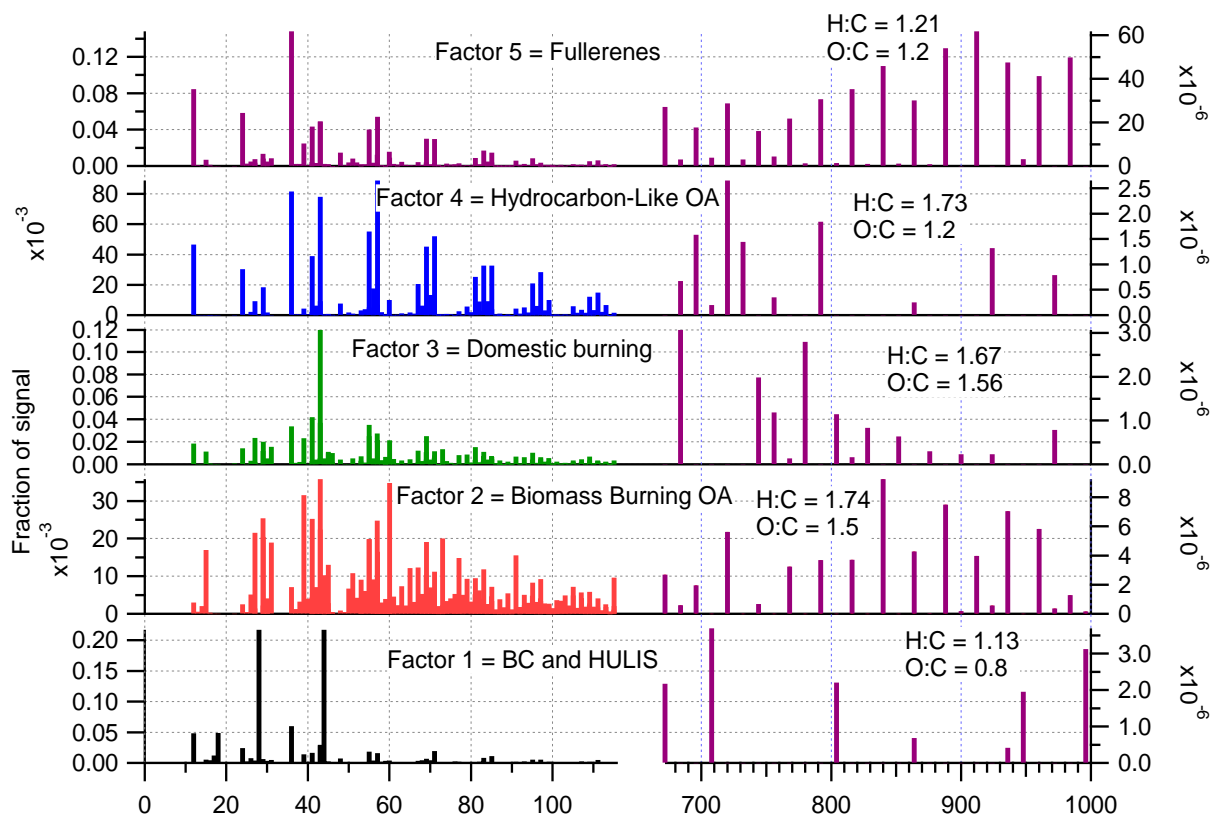 Factor 5 = Fullerenes
H:C = 1.21
O:C = 1.2
0.12
0.08
0.04
0.00
60
40
20
0
x10-6
Factor 4 = Hydrocarbon-Like OA
H:C = 1.73
O:C = 1.2
80
60
40
20
0
x10-3
2.5
2.0
1.5
1.0
0.5
0.0
x10-6
Factor 3 = Domestic burning
H:C = 1.67
O:C = 1.56
0.12
0.10
0.08
0.06
0.04
0.02
0.00
3.0
2.0
1.0
0.0
x10-6
Fraction of signal
Factor 2 = Biomass Burning OA
H:C = 1.74
O:C = 1.5
30
20
10
0
x10-3
8
6
4
2
0
x10-6
Factor 1 = BC and HULIS
H:C = 1.13
O:C = 0.8
0.20
0.15
0.10
0.05
0.00
3.0
2.0
1.0
0.0
x10-6
0 20 40 60 80 100 700 800 900 1000